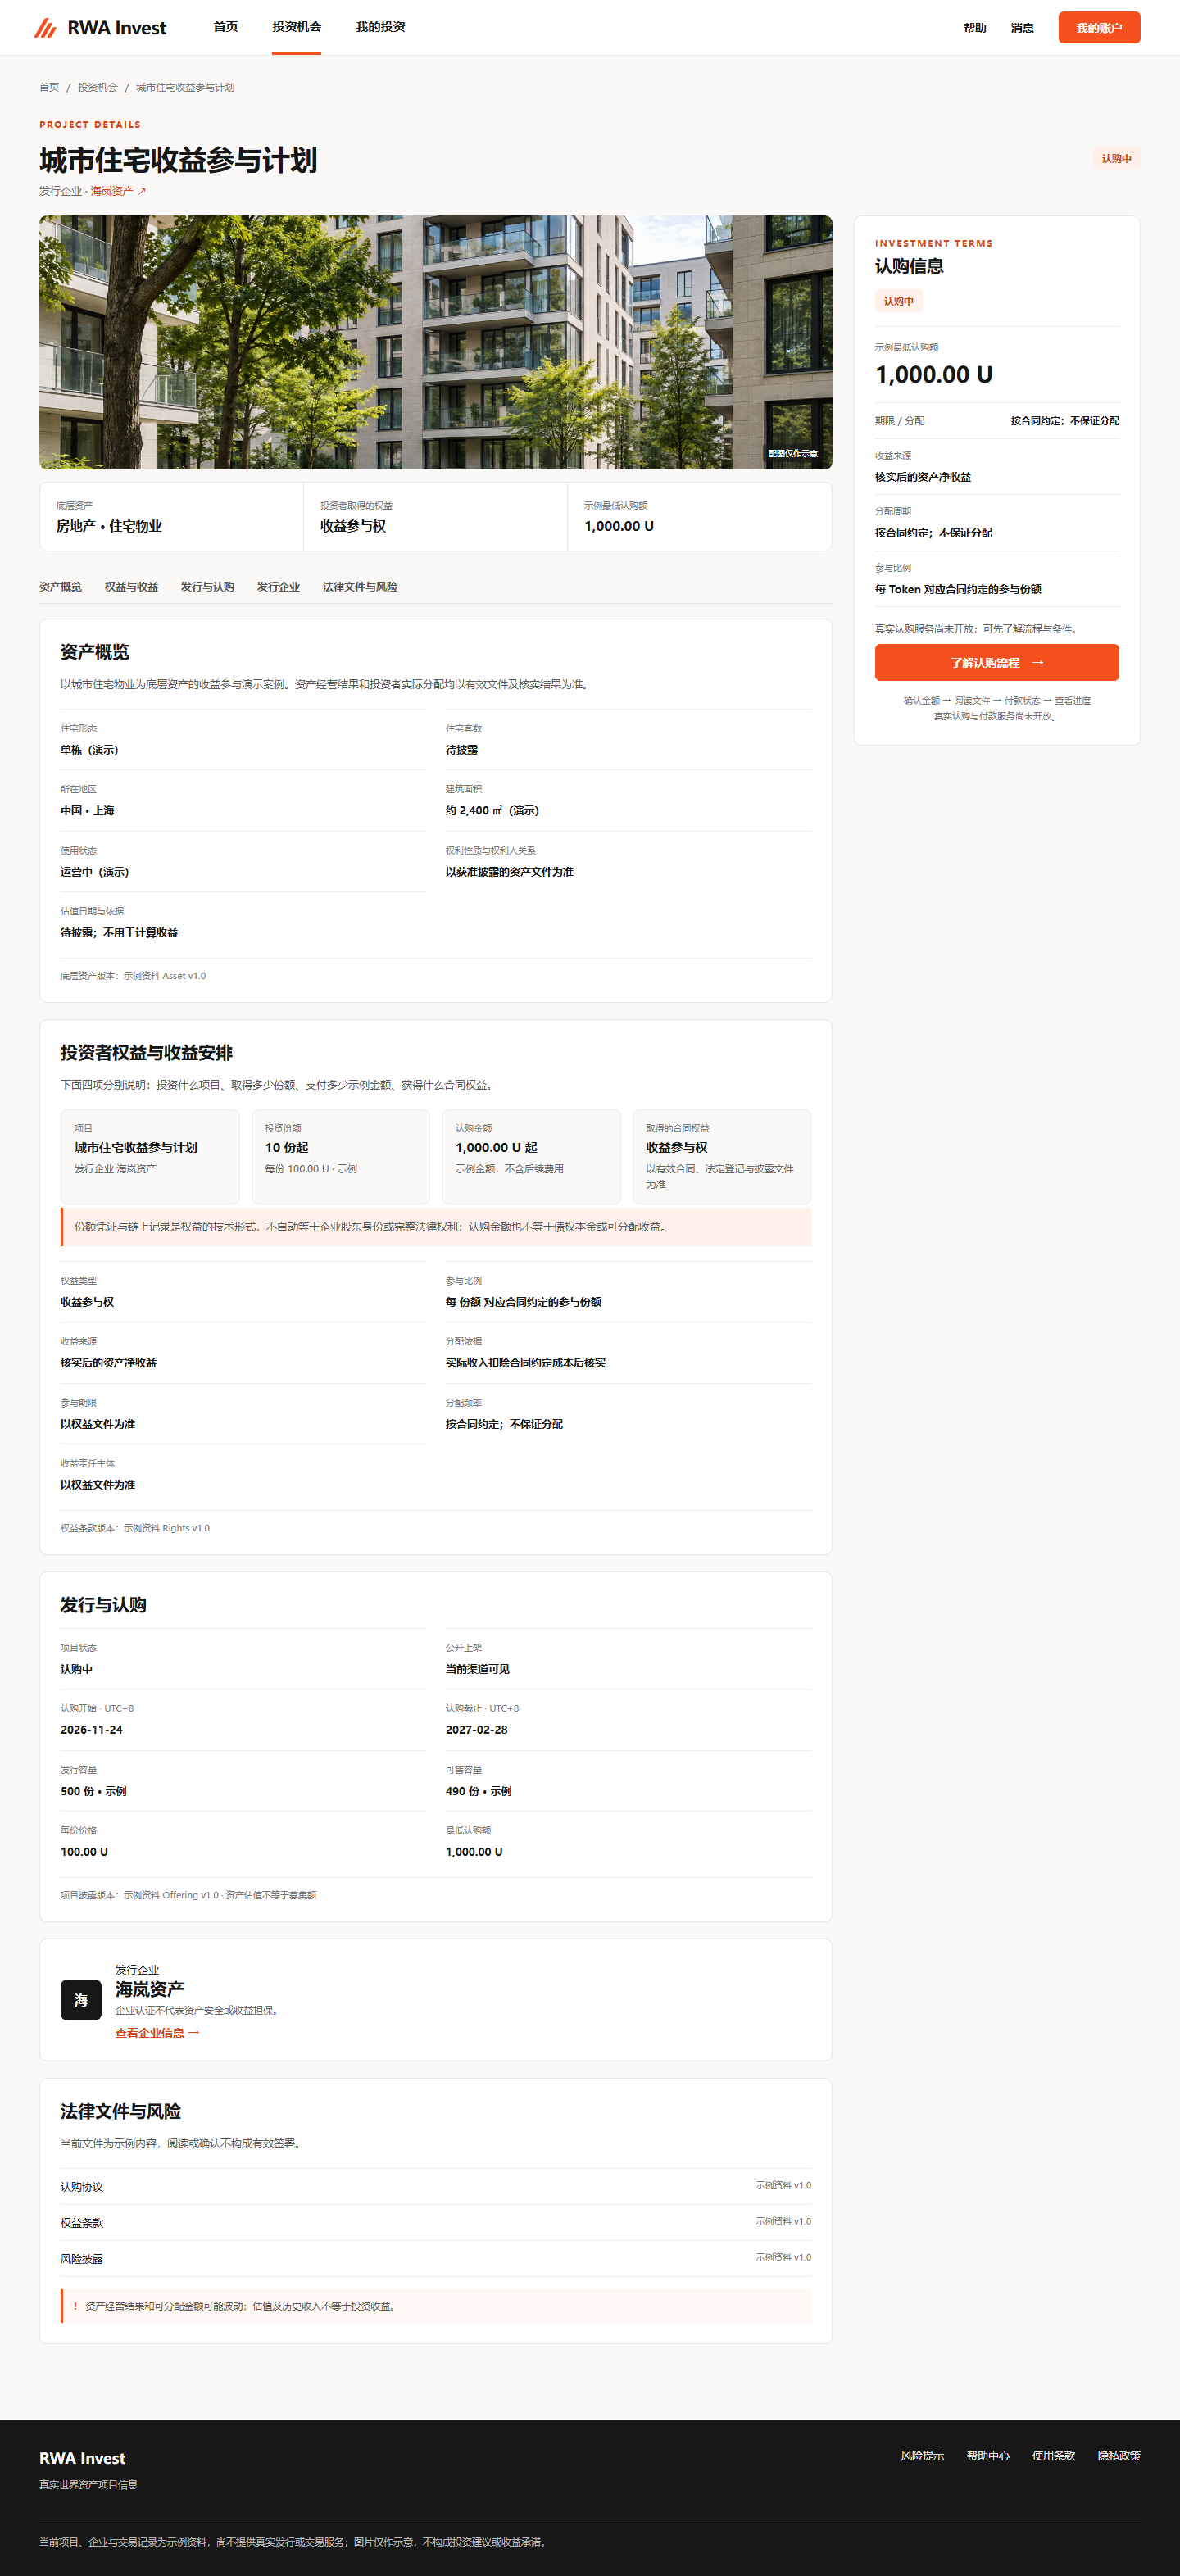 RWA Invest
首页
投资机会
我的投资
帮助
消息
我的账户
首页 / 投资机会 / 城市住宅收益参与计划
PROJECT DETAILS
城市住宅收益参与计划
认购中
发行企业 · 海岚资产 ↗
配图仅作示意
底层资产
房地产 • 住宅物业
投资者取得的权益
收益参与权
示例最低认购额
1,000.00 U
INVESTMENT TERMS
认购信息
认购中
示例最低认购额
1,000.00 U
期限 / 分配
按合同约定；不保证分配
收益来源
核实后的资产净收益
分配周期
按合同约定；不保证分配
参与比例
每 Token 对应合同约定的参与份额
真实认购服务尚未开放；可先了解流程与条件。
了解认购流程 →
确认金额 → 阅读文件 → 付款状态 → 查看进度
真实认购与付款服务尚未开放。
资产概览
权益与收益
发行与认购
发行企业
法律文件与风险
资产概览
以城市住宅物业为底层资产的收益参与演示案例。资产经营结果和投资者实际分配均以有效文件及核实结果为准。
住宅形态
单栋（演示）
住宅套数
待披露
所在地区
中国 • 上海
建筑面积
约 2,400 ㎡（演示）
使用状态
运营中（演示）
权利性质与权利人关系
以获准披露的资产文件为准
估值日期与依据
待披露；不用于计算收益
底层资产版本：示例资料 Asset v1.0
投资者权益与收益安排
下面四项分别说明：投资什么项目、取得多少份额、支付多少示例金额、获得什么合同权益。
项目
城市住宅收益参与计划
发行企业 海岚资产
投资份额
10 份起
每份 100.00 U · 示例
认购金额
1,000.00 U 起
示例金额，不含后续费用
取得的合同权益
收益参与权
以有效合同、法定登记与披露文件
为准
份额凭证与链上记录是权益的技术形式，不自动等于企业股东身份或完整法律权利；认购金额也不等于债权本金或可分配收益。
权益类型
收益参与权
参与比例
每 份额 对应合同约定的参与份额
收益来源
核实后的资产净收益
分配依据
实际收入扣除合同约定成本后核实
参与期限
以权益文件为准
分配频率
按合同约定；不保证分配
收益责任主体
以权益文件为准
权益条款版本：示例资料 Rights v1.0
发行与认购
项目状态
认购中
公开上架
当前渠道可见
认购开始 · UTC+8
2026-11-24
认购截止 · UTC+8
2027-02-28
发行容量
500 份 • 示例
可售容量
490 份 • 示例
每份价格
100.00 U
最低认购额
1,000.00 U
项目披露版本：示例资料 Offering v1.0 · 资产估值不等于募集额
海
发行企业
海岚资产
企业认证不代表资产安全或收益担保。
查看企业信息 →
法律文件与风险
当前文件为示例内容，阅读或确认不构成有效签署。
认购协议
示例资料 v1.0
权益条款
示例资料 v1.0
风险披露
示例资料 v1.0
! 资产经营结果和可分配金额可能波动；估值及历史收入不等于投资收益。
RWA Invest
真实世界资产项目信息
风险提示
帮助中心
使用条款
隐私政策
当前项目、企业与交易记录为示例资料，尚不提供真实发行或交易服务；图片仅作示意，不构成投资建议或收益承诺。